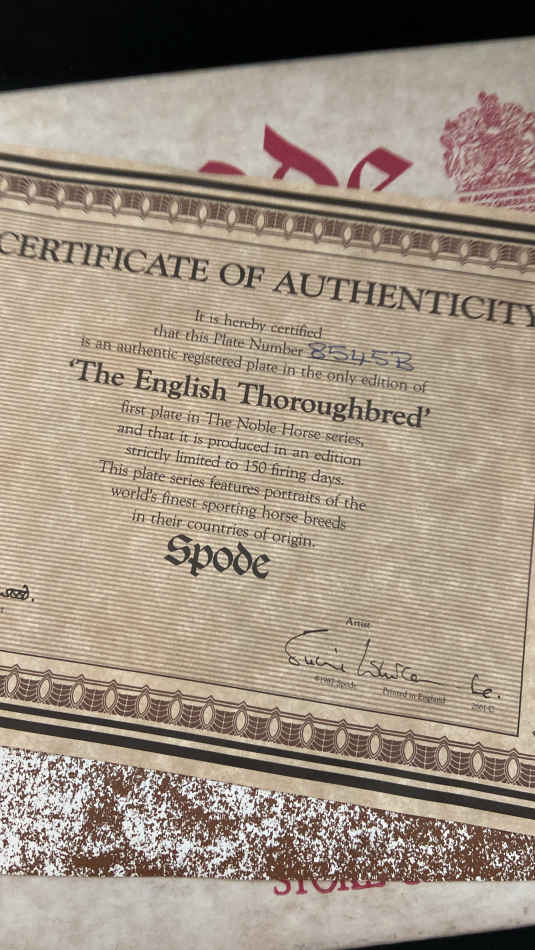 CERTIFICATE OF AUTHENTICITY
It is hereby certified
that this Plate Number 8545B
is an authentic registered plate in the only edition of
'The English Thoroughbred'
first plate in The Noble Horse series,
and that it is produced in an edition
strictly limited to 150 firing days.
This plate series features portraits of the
world's finest sporting horse breeds
in their countries of origin.
Spode
Artist
©1987 Spode
Printed in England